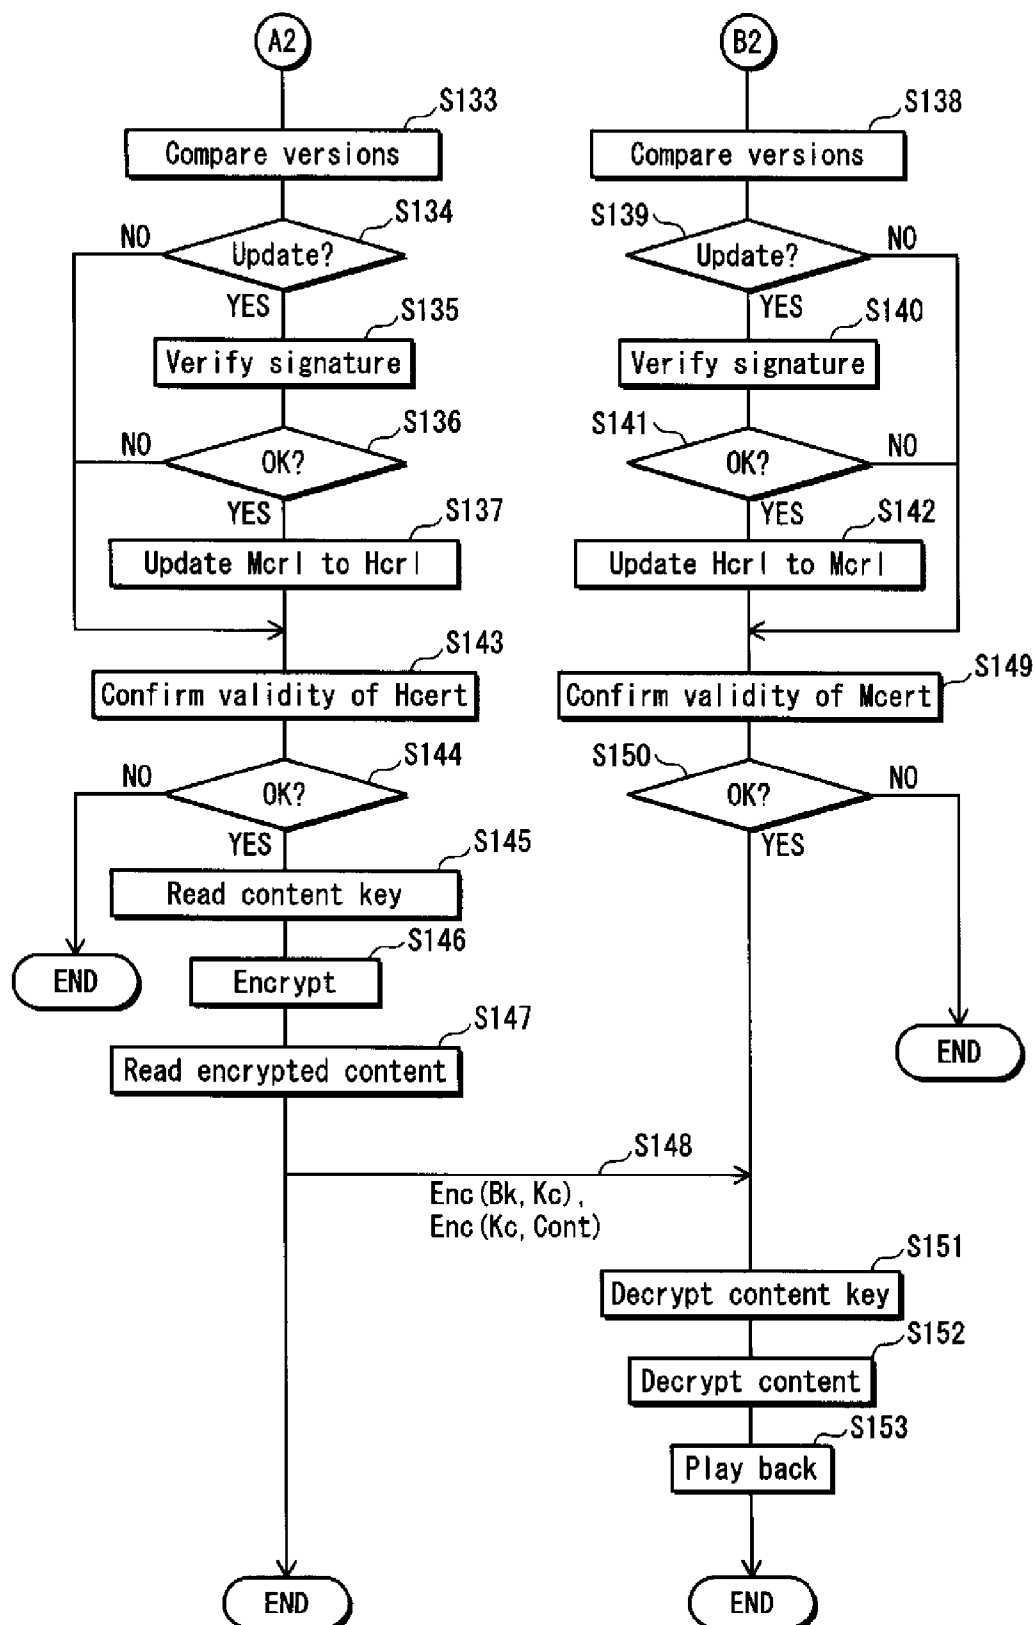 A2
S133
Compare versions
S134
NO
Update?
YES
S135
Verify signature
S136
NO
OK?
YES
S137
Update Mcrl to Hcrl
S143
Confirm validity of Hcert
S144
NO
OK?
YES
S145
Read content key
S146
END
Encrypt
S147
Read encrypted content
S148
Enc(Bk, Kc),
Enc(Kc, Cont)
END
B2
S138
Compare versions
S139
Update?
NO
YES
S140
Verify signature
S141
OK?
NO
YES
S142
Update Hcrl to Mcrl
S149
Confirm validity of Mcert
S150
OK?
NO
YES
END
S151
Decrypt content key
S152
Decrypt content
S153
Play back
END